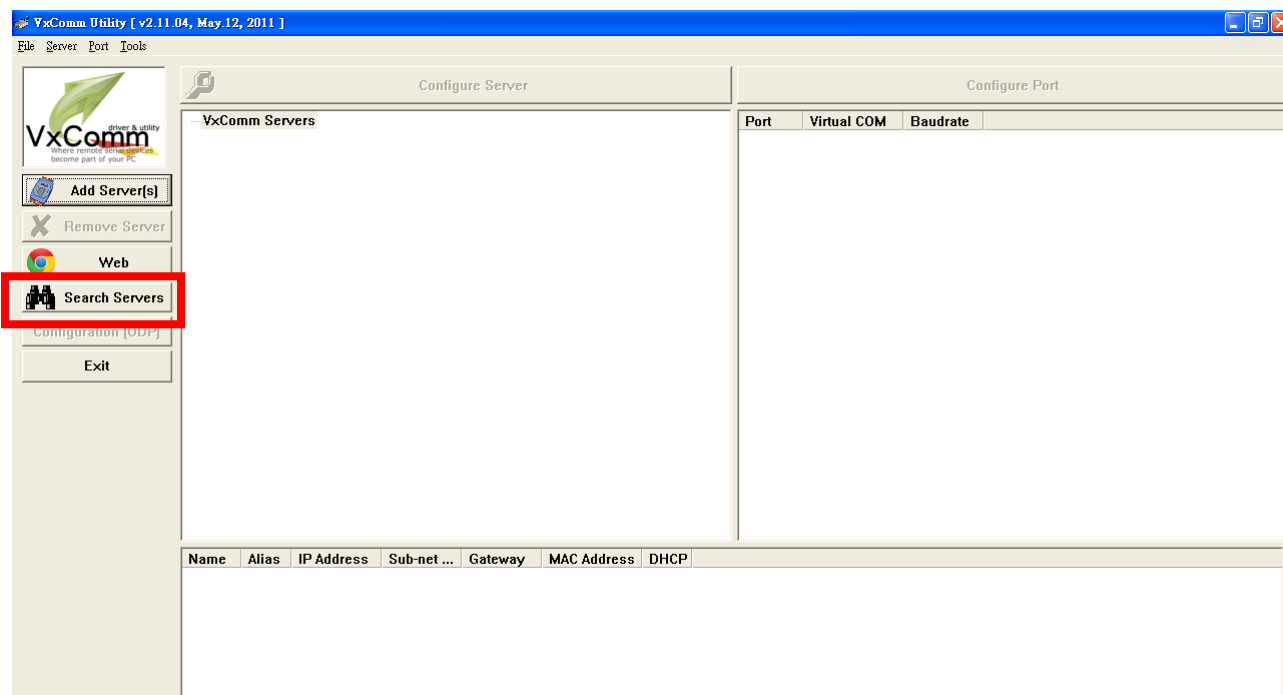 VxComm Utility [ v2.11.04, May.12, 2011 ]
File Server Port Tools
VxComm
driver & utility
Where remote serial devices
become part of your PC
Configure Server
Configure Port
VxComm Servers
Port Virtual COM Baudrate
Add Server(s)
Remove Server
Web
Search Servers
Configuration (UDP)
Exit
Name Alias IP Address Sub-net ... Gateway MAC Address DHCP